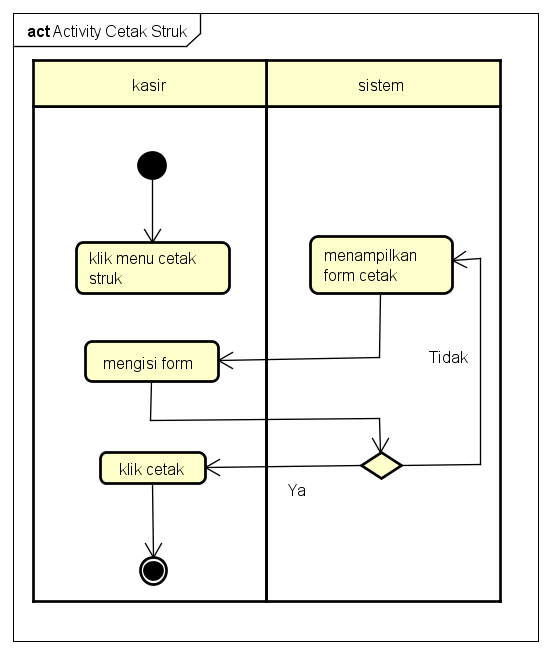 act Activity Cetak Struk
kasir
sistem
klik menu cetak
struk
menampilkan
form cetak
mengisi form
Tidak
klik cetak
Ya